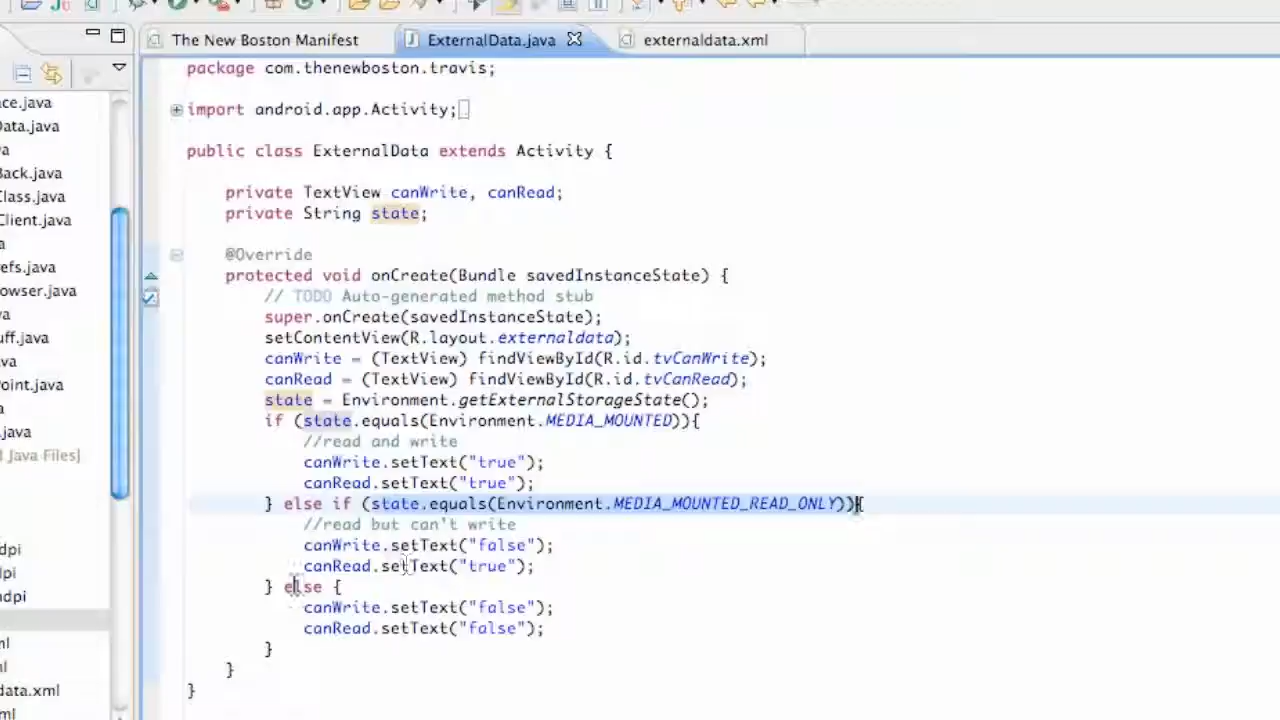 The New Boston Manifest
ExternalData.java
externaldata.xml
ce.java
Data.java
a
Back.java
Class.java
Client.java
a
efs.java
owser.java
a
uff.java
va
Point.java
a
.java
l Java Files]
dpi
lpi
ndpi
ml
l
data.xml
ml
package com.thenewboston.travis;
import android.app.Activity;
public class ExternalData extends Activity {
private TextView canWrite, canRead;
private String state;
@Override
protected void onCreate(Bundle savedInstanceState) {
// TODO Auto-generated method stub
super.onCreate(savedInstanceState);
setContentView(R.layout.externaldata);
canWrite = (TextView) findViewById(R.id.tvCanWrite);
canRead = (TextView) findViewById(R.id.tvCanRead);
state = Environment.getExternalStorageState();
if (state.equals(Environment.MEDIA_MOUNTED)){
//read and write
canWrite.setText("true");
canRead.setText("true");
} else if (state.equals(Environment.MEDIA_MOUNTED_READ_ONLY)){
//read but can't write
canWrite.setText("false");
canRead.setText("true");
} else {
canWrite.setText("false");
canRead.setText("false");
}
}
}